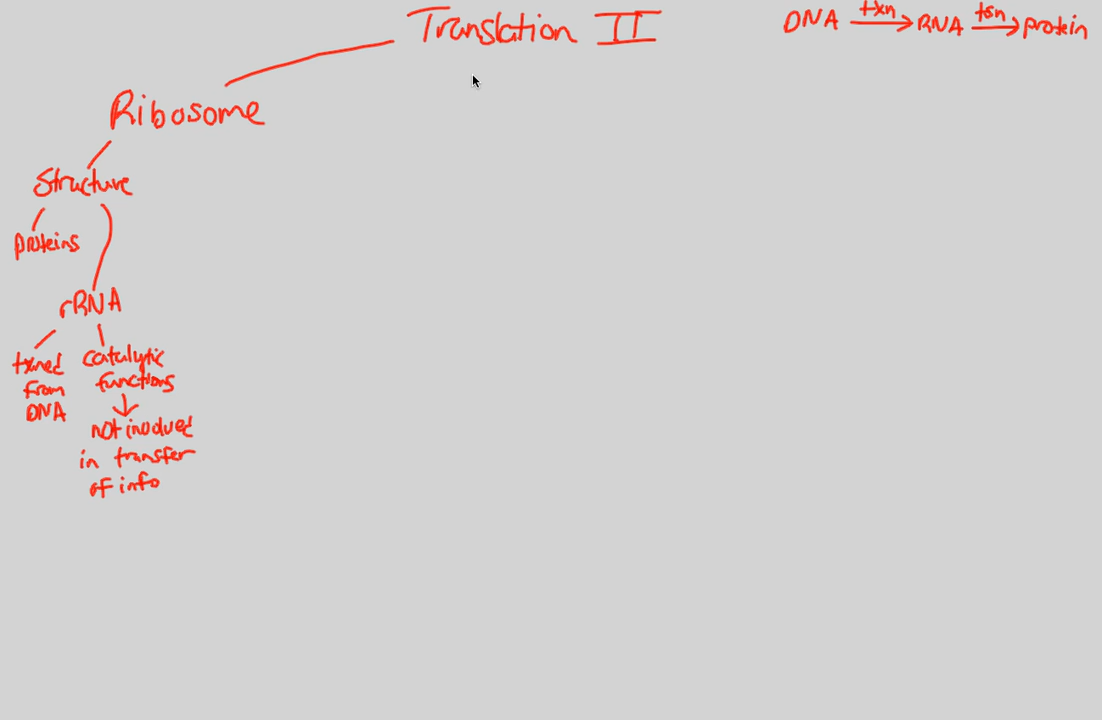 Translation II
DNA txn → RNA tsn → protein
Ribosome
Structure
proteins
rRNA
txned
from
DNA
catalytic
functions
↓
not involved
in transfer
of info